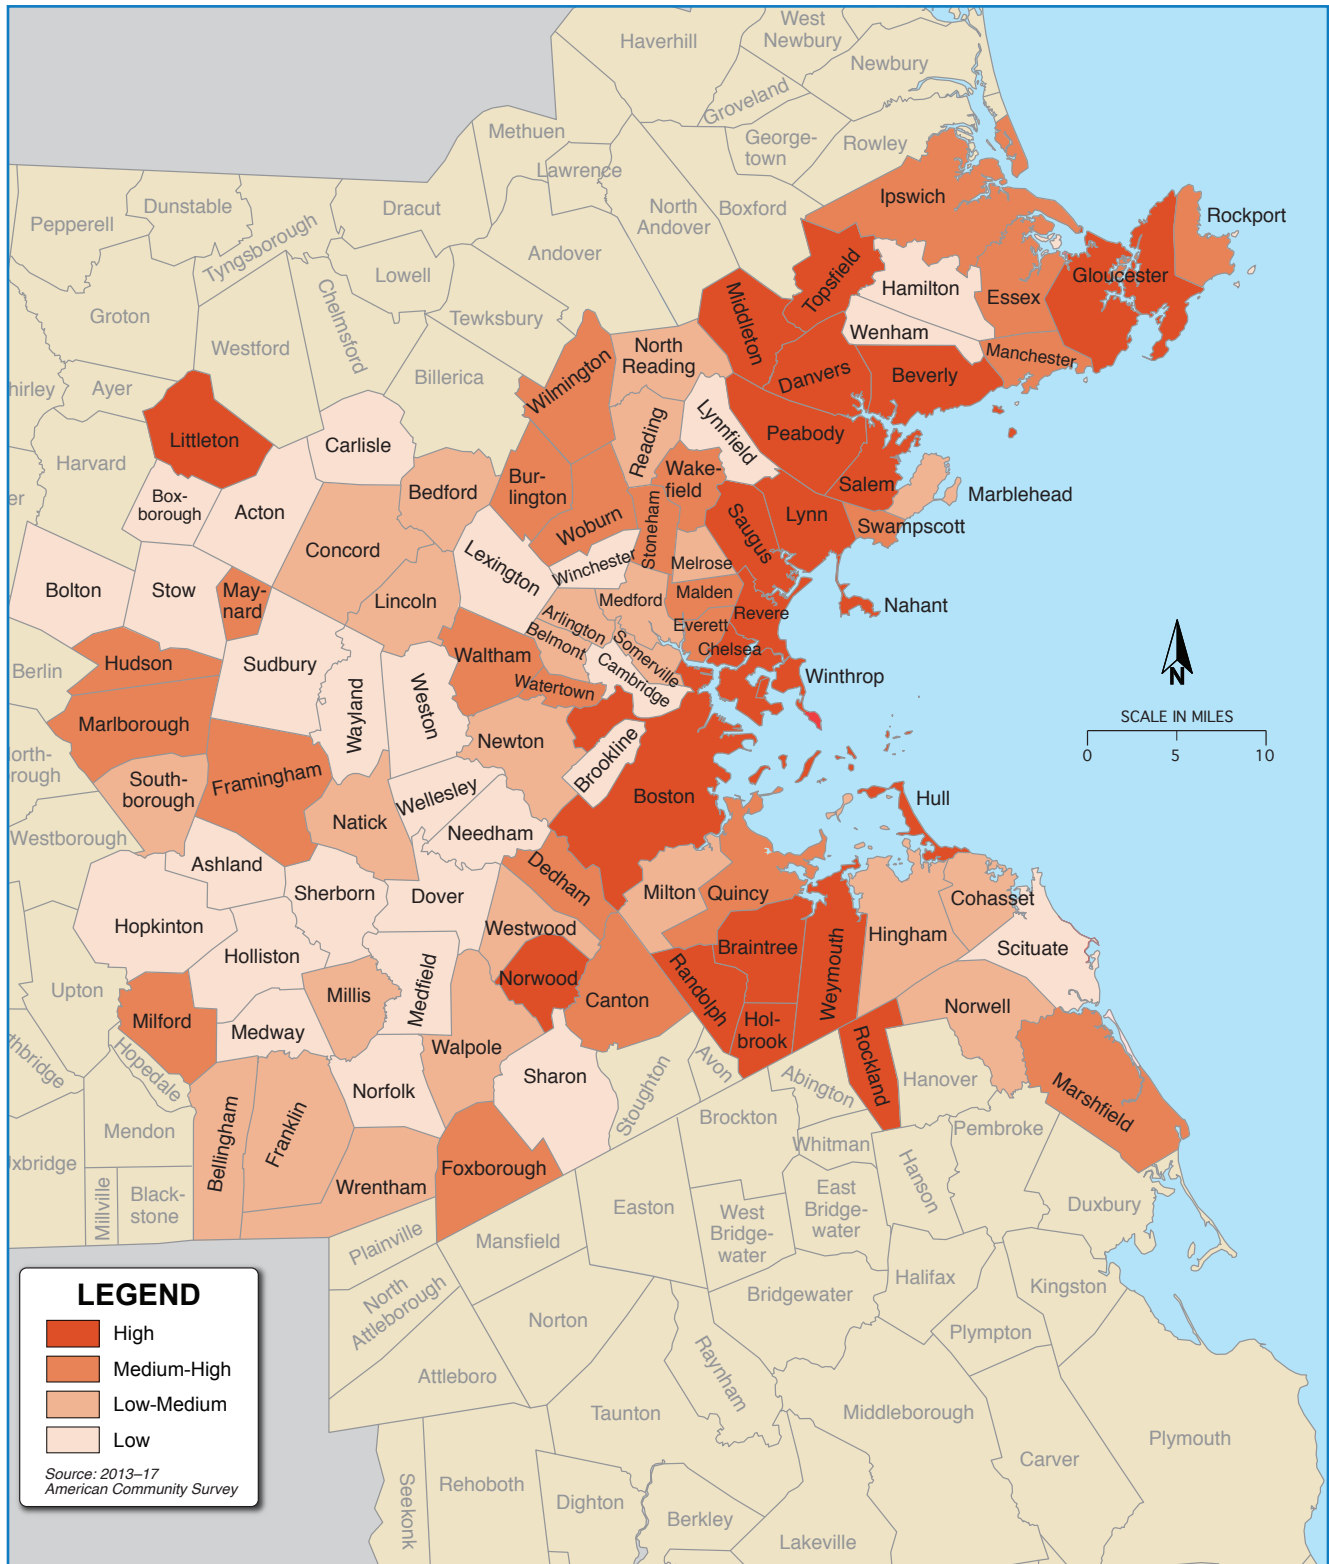 Haverhill
West
Newbury
Newbury
Groveland
Methuen
George-
town
Rowley
Lawrence
Ipswich
Pepperell
Dunstable
Dracut
North
Andover
Boxford
Rockport
Tyngsborough
Andover
Lowell
Topsfield
Hamilton
Gloucester
Essex
Groton
Chelmsford
Tewksbury
Middleton
Wenham
Westford
North
Reading
Manchester
hirley
Ayer
Billerica
Wilmington
Danvers
Beverly
Littleton
Carlisle
Reading
Lynnfield
Peabody
Harvard
er
Box-
borough
Acton
Bedford
Bur-
lington
Wake-
field
Salem
Marblehead
Woburn
Stoneham
Saugus
Lynn
Swampscott
Concord
Lexington
Winchester
Melrose
Bolton
Stow
May-
nard
Lincoln
Medford
Malden
Revere
Nahant
Arlington
Everett
Belmont
Somerville
Chelsea
Berlin
Hudson
Sudbury
Waltham
Cambridge
Winthrop
Watertown
Marlborough
Wayland
Weston
Newton
Brookline
N
SCALE IN MILES
0
5
10
orth-
rough
South-
borough
Framingham
Wellesley
Boston
Hull
Westborough
Natick
Needham
Ashland
Dedham
Sherborn
Dover
Milton
Quincy
Cohasset
Hopkinton
Westwood
Hingham
Scituate
Holliston
Braintree
Weymouth
Upton
Millis
Medfield
Norwood
Canton
Randolph
Norwell
Milford
Medway
Hol-
brook
Walpole
thbridge
Hopedale
Rockland
Sharon
Stoughton
Avon
Abington
Hanover
Norfolk
Marshfield
Brockton
Mendon
Bellingham
Franklin
Whitman
Pembroke
Uxbridge
Foxborough
Hanson
Wrentham
Millville
Black-
stone
Easton
West
Bridge-
water
East
Bridge-
water
Duxbury
Plainville
Mansfield
Halifax
Kingston
North
Attleborough
Norton
Bridgewater
Plympton
Raynham
Attleboro
Taunton
Middleborough
Plymouth
Carver
Seekonk
Rehoboth
Dighton
Berkley
Lakeville
LEGEND
High
Medium-High
Low-Medium
Low
Source: 2013–17
American Community Survey